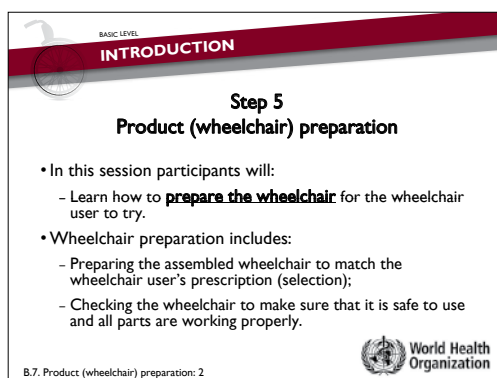 BASIC LEVEL
INTRODUCTION
Step 5
Product (wheelchair) preparation
• In this session participants will:
– Learn how to prepare the wheelchair for the wheelchair
user to try.
• Wheelchair preparation includes:
– Preparing the assembled wheelchair to match the
wheelchair user's prescription (selection);
– Checking the wheelchair to make sure that it is safe to use
and all parts are working properly.
World Health
Organization
B.7. Product (wheelchair) preparation: 2